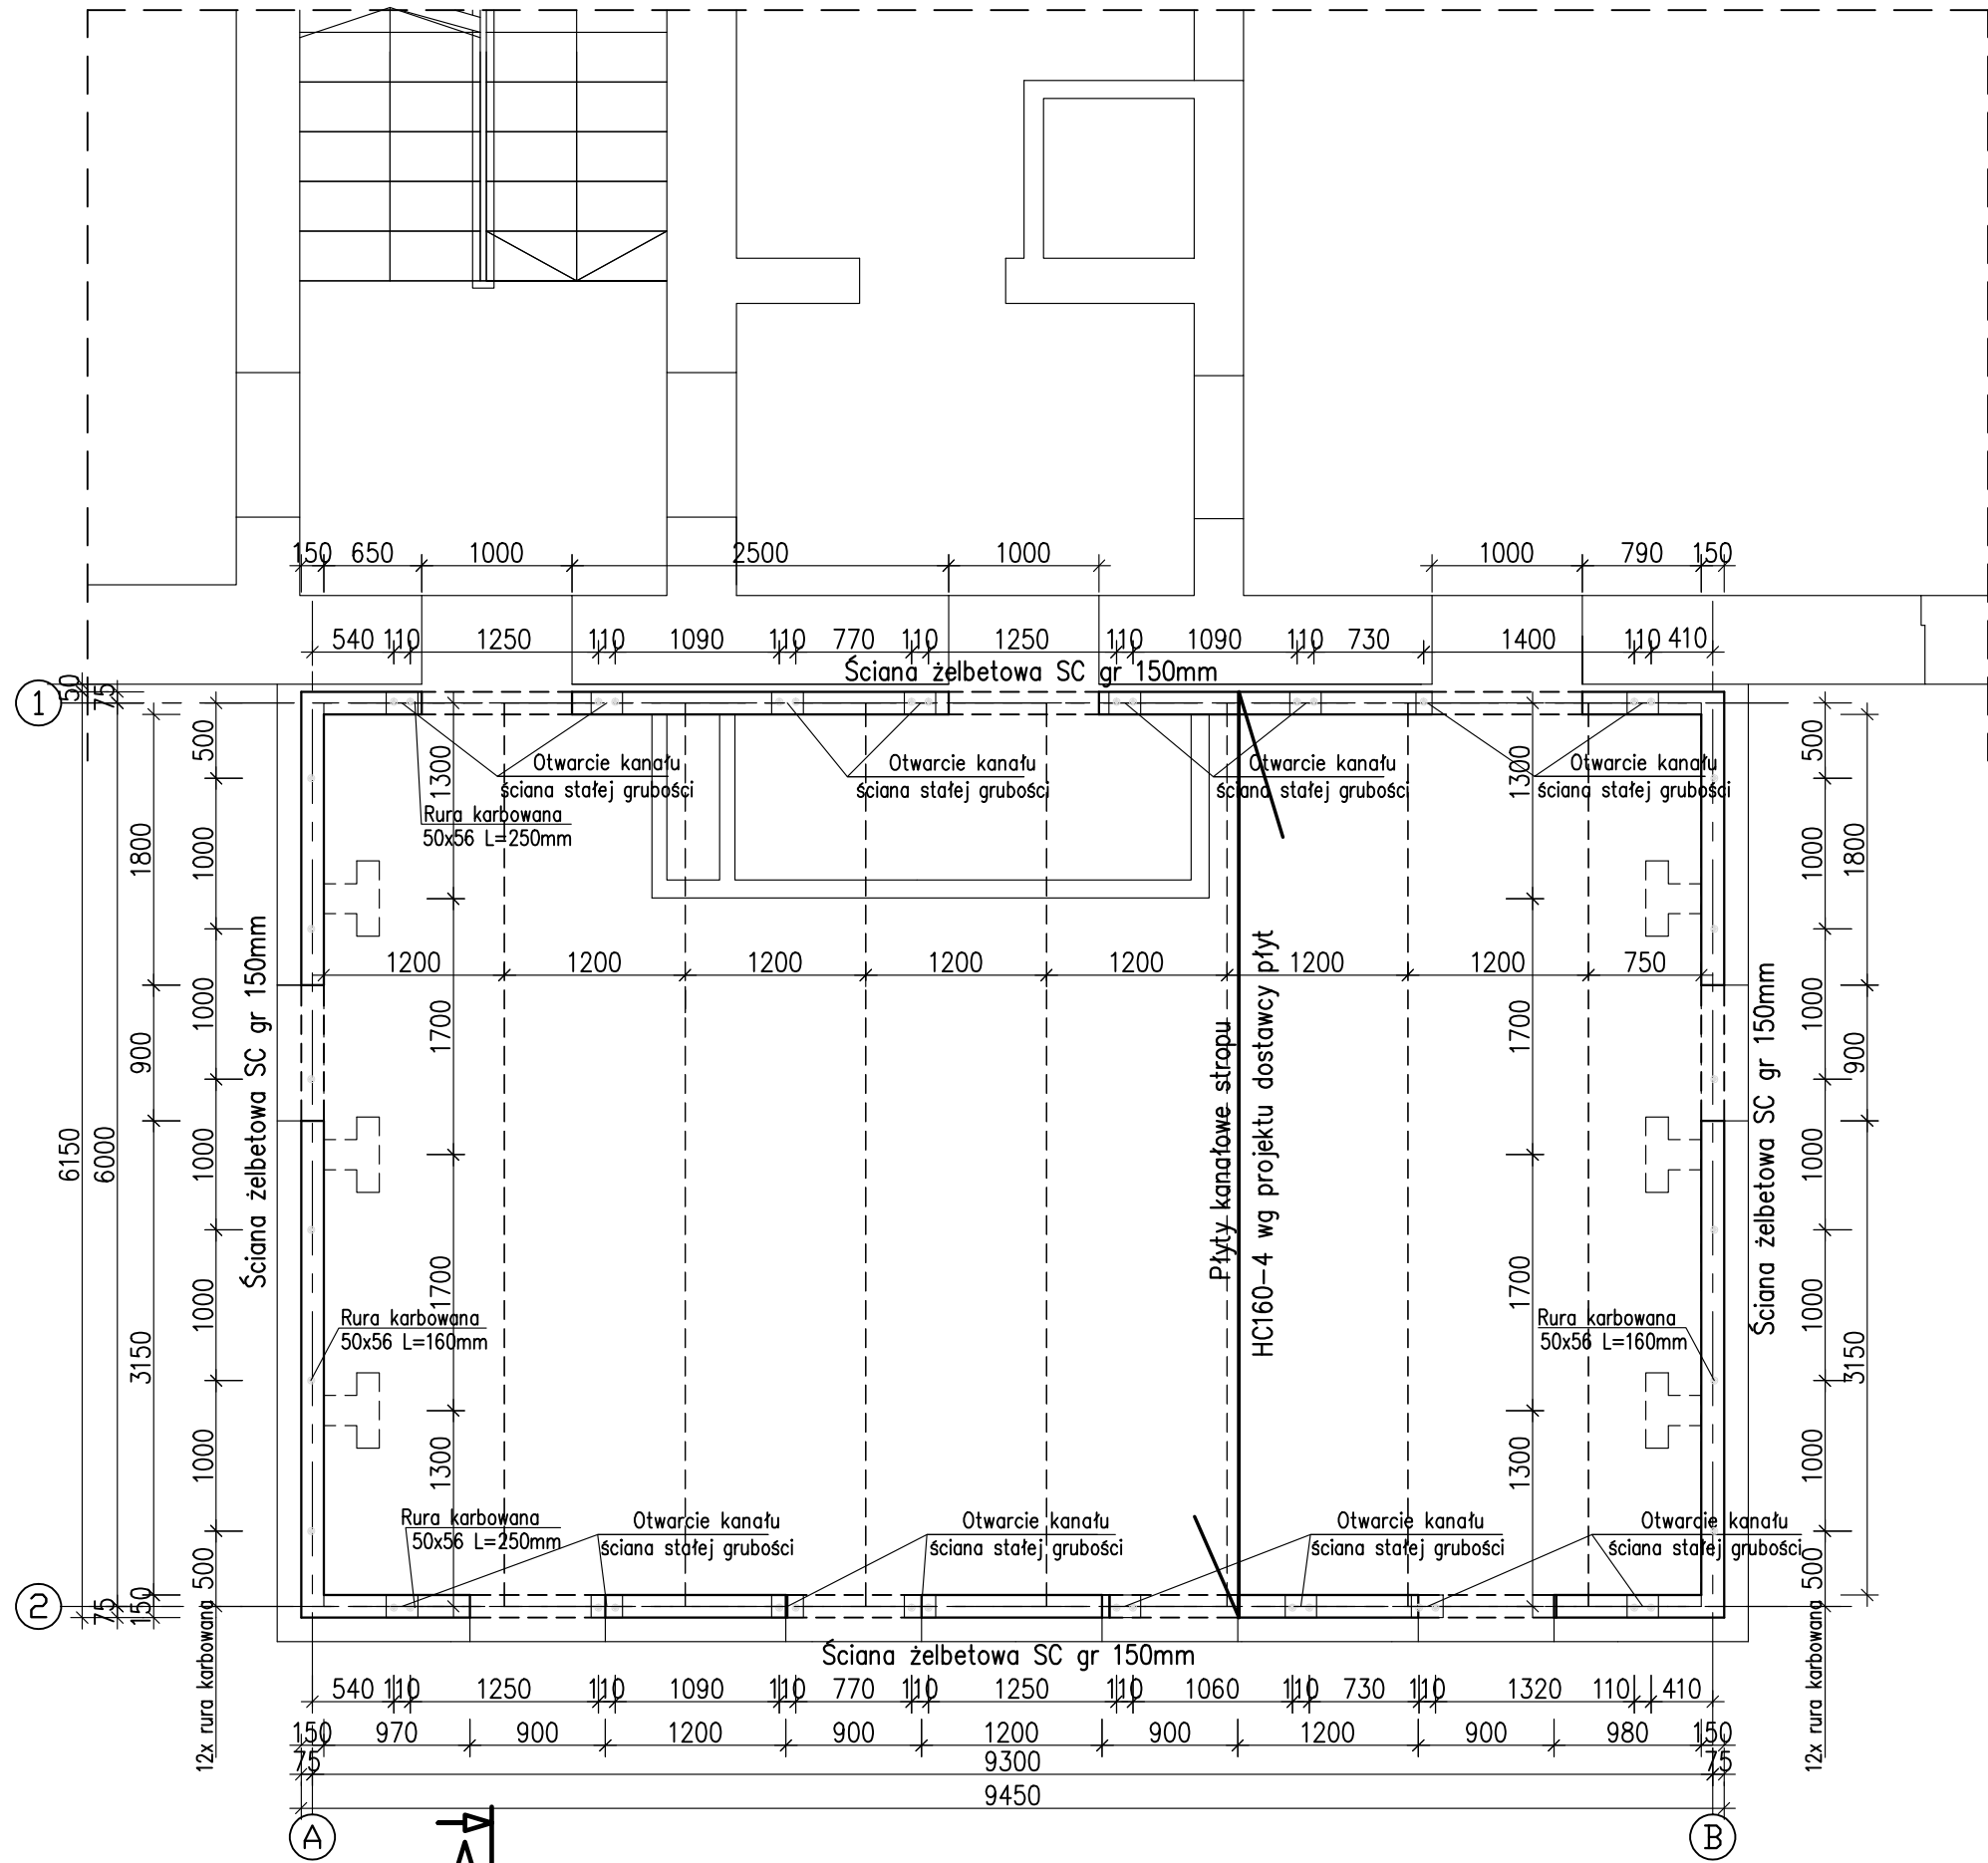 150 650 1000 2500 1000 1000 790 150
540 110 1250 110 1090 110 770 110 1250 110 1090 110 730 1400 110 410
Ściana żelbetowa SC gr 150mm
1
50
75
500
1000
1000
1000
1000
1000
500
1800
900
3150
6000
6150
75
150
12x rura karbowana
Ściana żelbetowa SC gr 150mm
Otwarcie kanału
ściana stałej grubości
Otwarcie kanału
ściana stałej grubości
Otwarcie kanału
ściana stałej grubości
Otwarcie kanału
ściana stałej grubości
Rura karbowana
50x56 L=250mm
1300
1700
1700
1300
1200 1200 1200 1200 1200 1200 1200 750
Płyty kanałowe stropu
HC160-4 wg projektu dostawcy płyt
1300
1700
1700
1300
Rura karbowana
50x56 L=160mm
Rura karbowana
50x56 L=160mm
Ściana żelbetowa SC gr 150mm
500
1000
1000
1000
1000
1000
500
1800
900
3150
12x rura karbowana
Rura karbowana
50x56 L=250mm
Otwarcie kanału
ściana stałej grubości
Otwarcie kanału
ściana stałej grubości
Otwarcie kanału
ściana stałej grubości
Otwarcie kanału
ściana stałej grubości
2
Ściana żelbetowa SC gr 150mm
540 110 1250 110 1090 110 770 110 1250 110 1060 110 730 110 1320 110 410
150 970 900 1200 900 1200 900 1200 900 980 150
75 9300 75
9450
A B